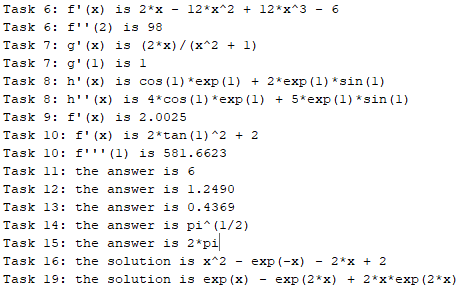 Task 6: f'(x) is 2*x - 12*x^2 + 12*x^3 - 6
Task 6: f''(2) is 98
Task 7: g'(x) is (2*x)/(x^2 + 1)
Task 7: g'(1) is 1
Task 8: h'(x) is cos(1)*exp(1) + 2*exp(1)*sin(1)
Task 8: h''(x) is 4*cos(1)*exp(1) + 5*exp(1)*sin(1)
Task 9: f'(x) is 2.0025
Task 10: f'(x) is 2*tan(1)^2 + 2
Task 10: f'''(1) is 581.6623
Task 11: the answer is 6
Task 12: the answer is 1.2490
Task 13: the answer is 0.4369
Task 14: the answer is pi^(1/2)
Task 15: the answer is 2*pi
Task 16: the solution is x^2 - exp(-x) - 2*x + 2
Task 19: the solution is exp(x) - exp(2*x) + 2*x*exp(2*x)